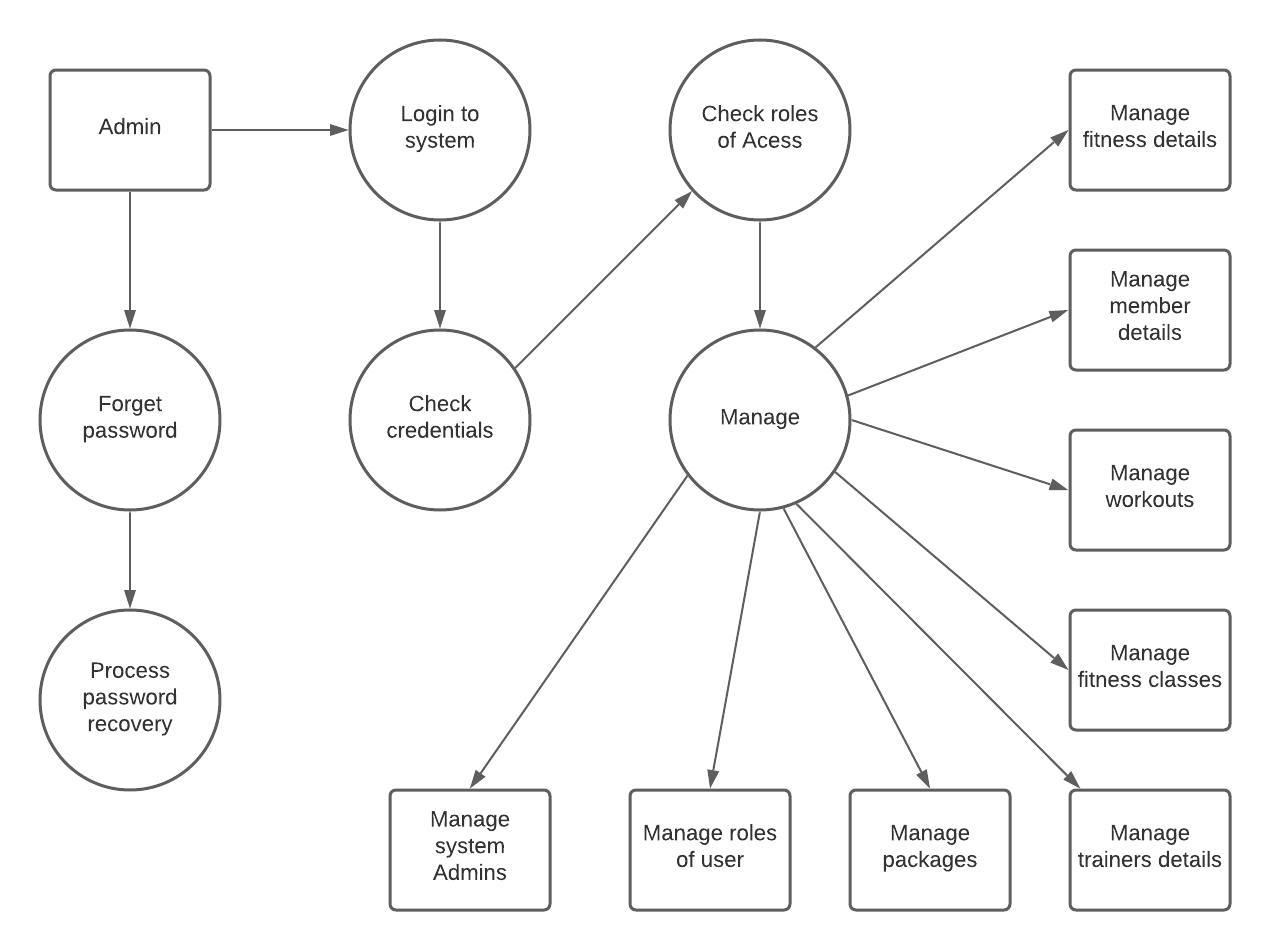 Admin
Login to
system
Check roles
of Acess
Manage
fitness details
Manage
member
details
Forget
password
Check
credentials
Manage
Manage
workouts
Process
password
recovery
Manage
fitness classes
Manage
system
Admins
Manage roles
of user
Manage
packages
Manage
trainers details